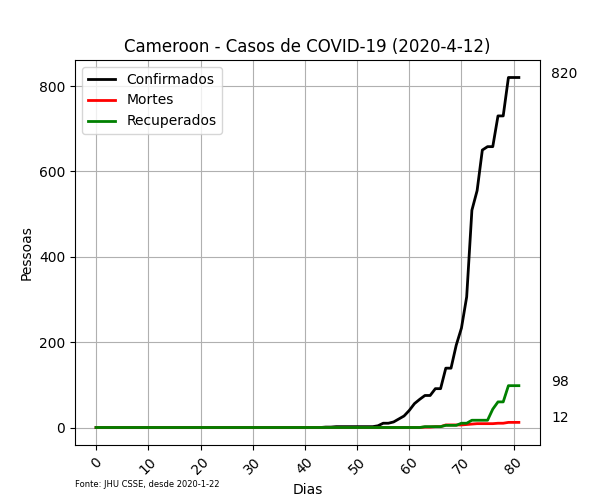 Cameroon - Casos de COVID-19 (2020-4-12)
Confirmados
Mortes
Recuperados
820
98
12
800
600
400
200
0
Pessoas
0 10 20 30 40 50 60 70 80
Dias
Fonte: JHU CSSE, desde 2020-1-22